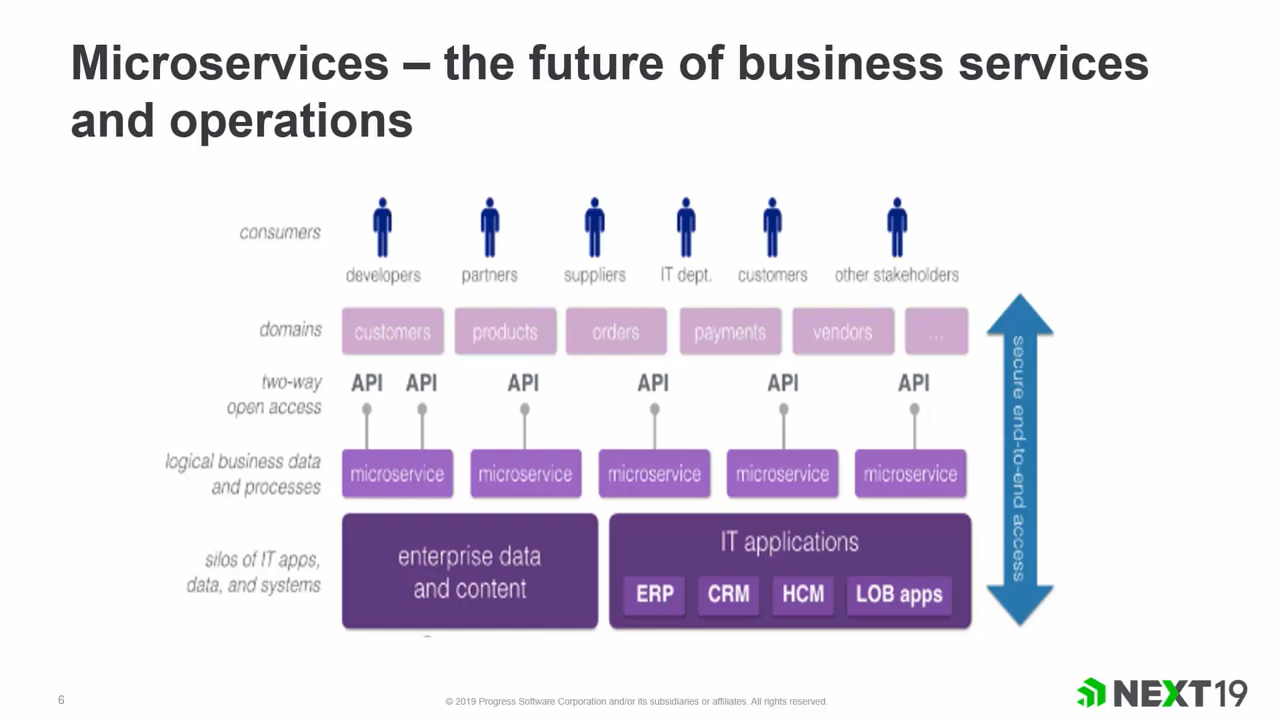 Microservices – the future of business services
and operations
consumers
developers
partners
suppliers
IT dept.
customers
other stakeholders
domains
customers
products
orders
payments
vendors
...
two-way
open access
API
API
API
API
API
API
logical business data
and processes
microservice
microservice
microservice
microservice
microservice
silos of IT apps,
data, and systems
enterprise data
and content
IT applications
ERP
CRM
HCM
LOB apps
secure end-to-end access
6
© 2019 Progress Software Corporation and/or its subsidiaries or affiliates. All rights reserved.
NEXT19